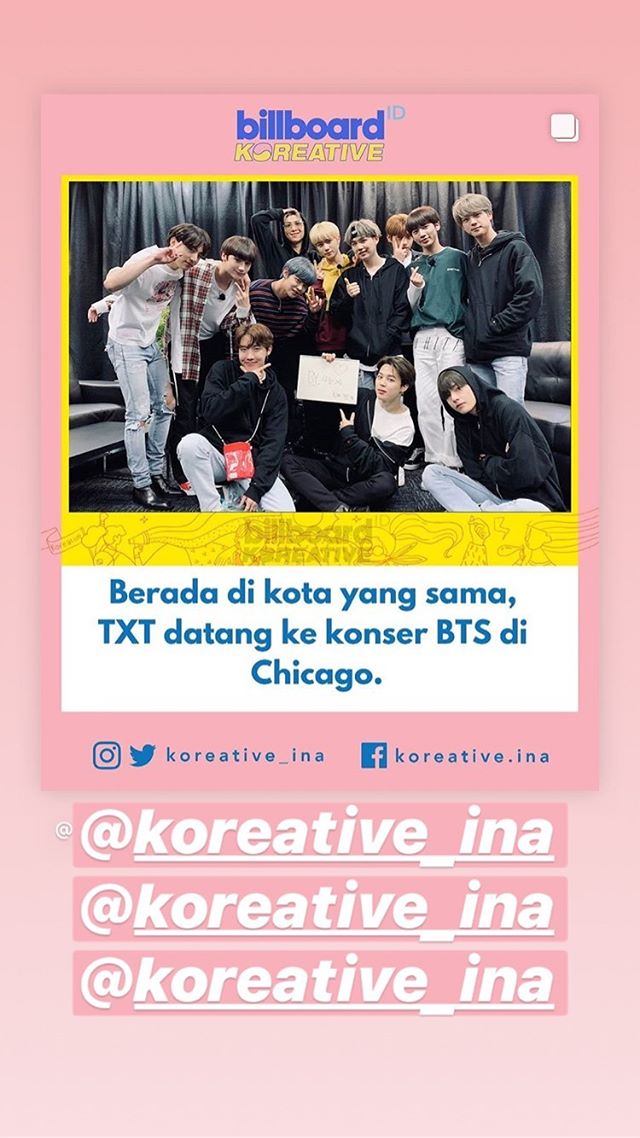 billboard ID
KOREATIVE
billboard
KOREATIVE
Berada di kota yang sama,
TXT datang ke konser BTS di
Chicago.
koreative_ina koreative.ina
@ @koreative_ina
@koreative_ina
@koreative_ina